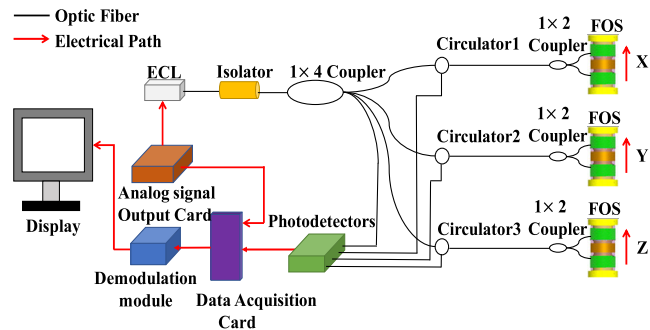 Optic Fiber
Electrical Path
ECL
Isolator
1× 4 Coupler
Circulator1
1× 2
Coupler
FOS
X
Circulator2
1× 2
Coupler
FOS
Y
Circulator3
1× 2
Coupler
FOS
Z
Analog signal
Output Card
Photodetectors
Display
Demodulation
module
Data Acquisition
Card